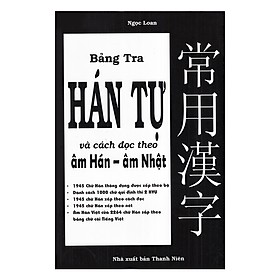 Ngọc Loan
Bảng Tra
HÁN TỰ
và cách đọc theo
âm Hán - âm Nhật
• 1945 Chữ Hán thông dụng được xếp theo bộ
• Danh sách 1000 chữ qui định thi 2 KYU
• 1945 chữ Hán xếp theo cách đọc
• 1945 chữ Hán xếp theo nét
• Âm Hán Việt của 2264 chữ Hán xếp theo
bảng chữ cái Tiếng Việt
常用漢字
Nhà xuất bản Thanh Niên